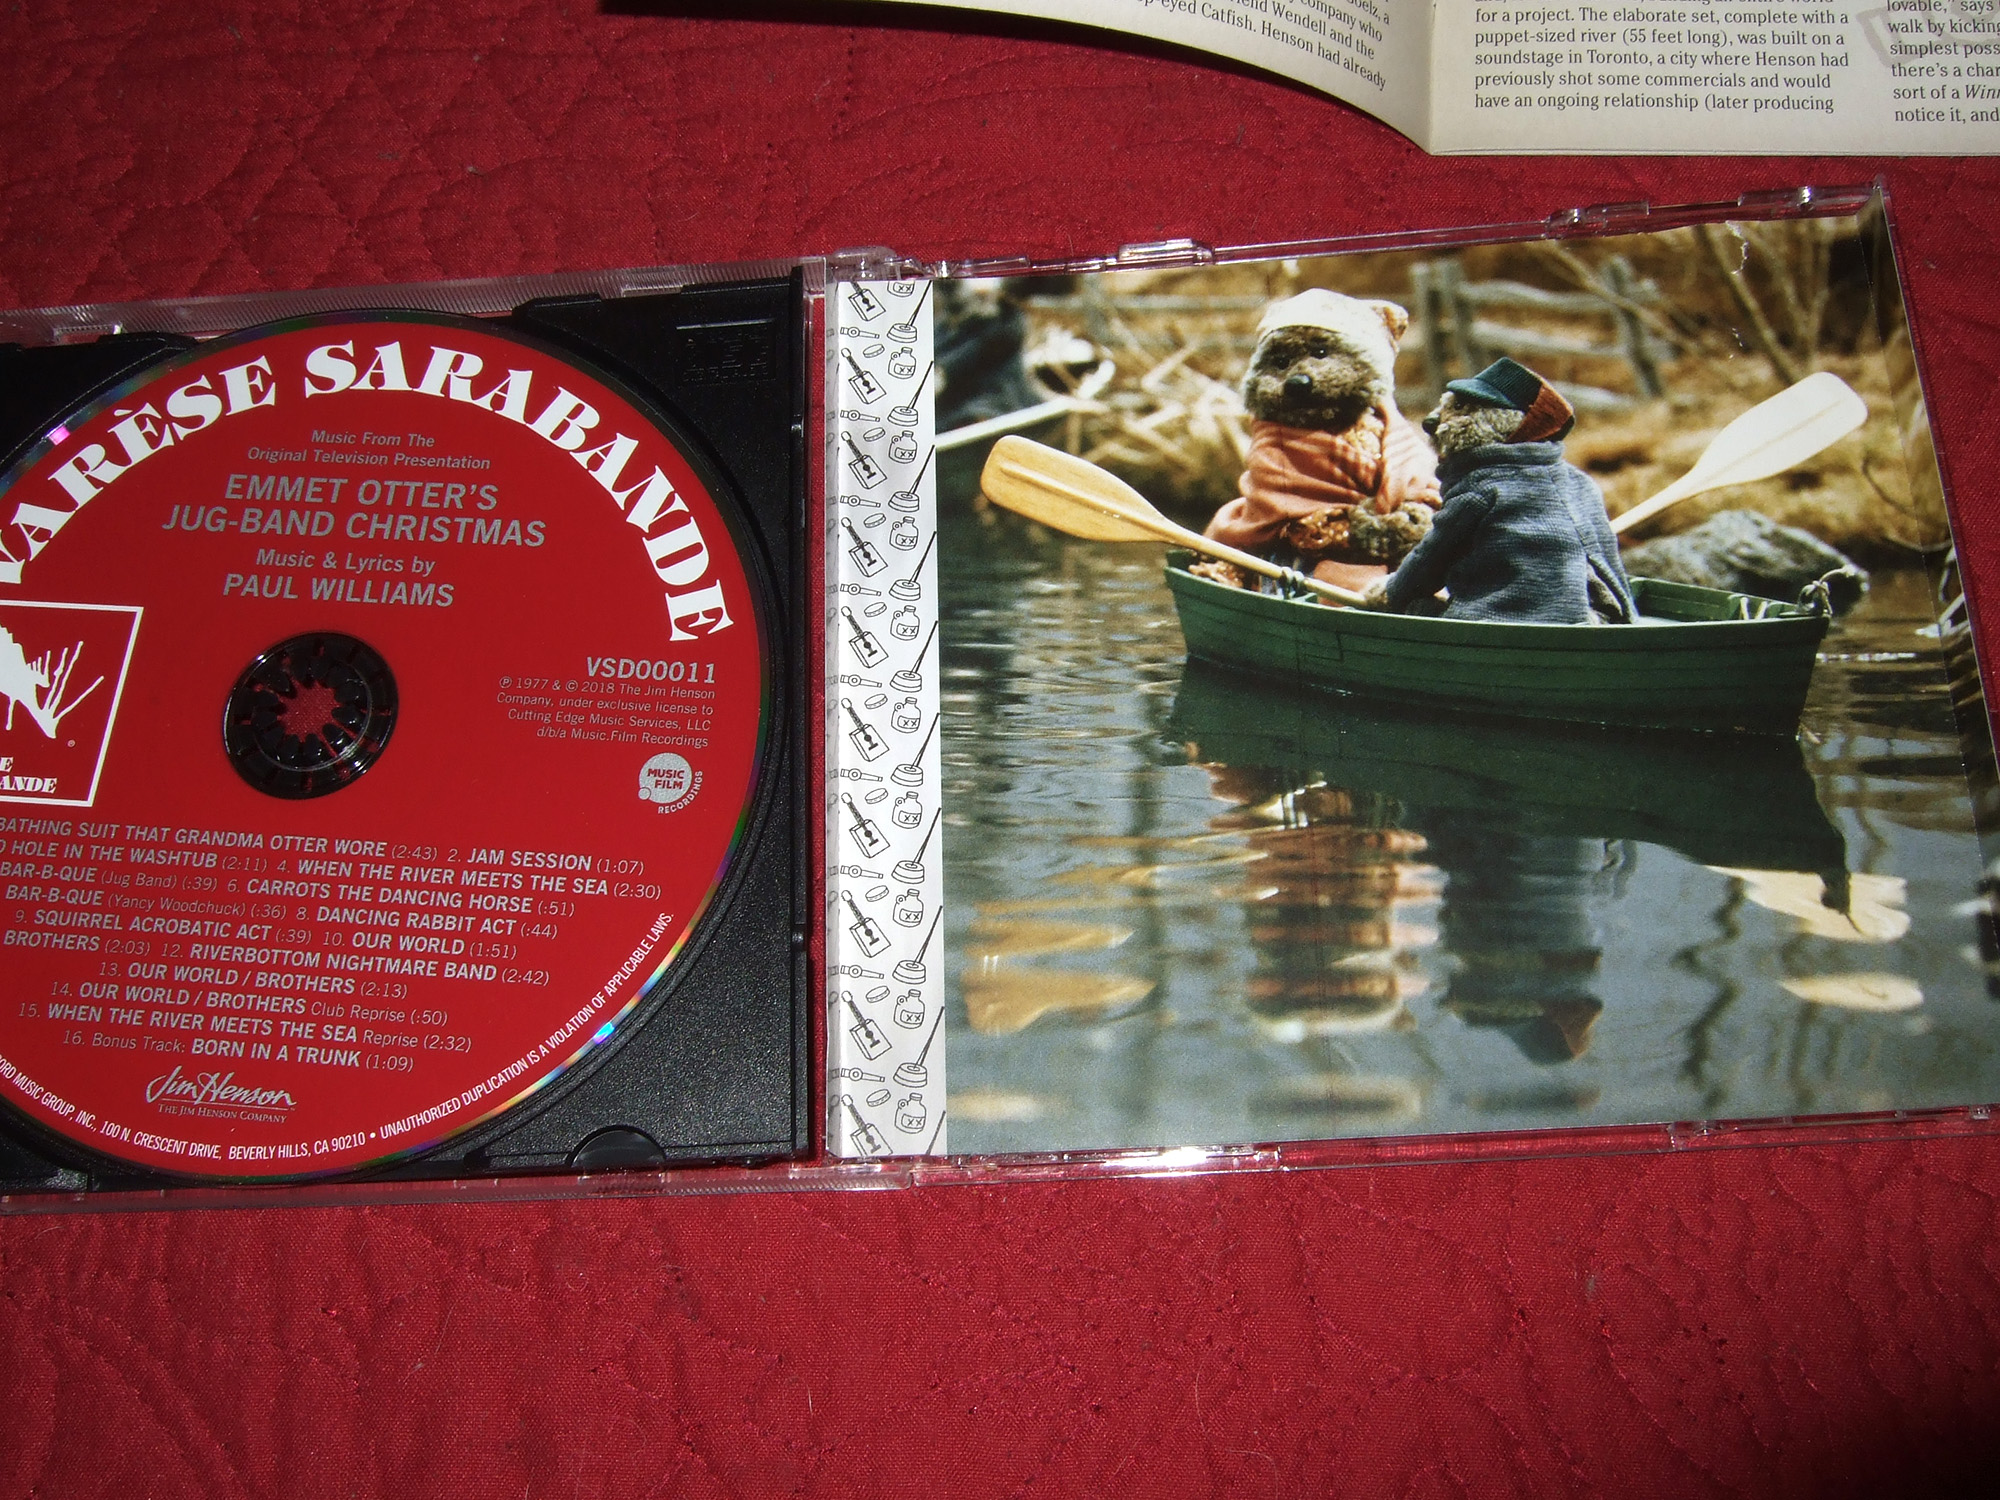 oelz, a
company who
end Wendell and the
p-eyed Catfish. Henson had already
for a project. The elaborate set, complete with a
puppet-sized river (55 feet long), was built on a
soundstage in Toronto, a city where Henson had
previously shot some commercials and would
have an ongoing relationship (later producing
lovable," says
walk by kicking
simplest poss
there's a char
sort of a Winn
notice it, and
VARÈSE SARABANDE
Music From The
Original Television Presentation
EMMET OTTER'S
JUG-BAND CHRISTMAS
Music & Lyrics by
PAUL WILLIAMS
VSD00011
℗ 1977 & © 2018 The Jim Henson
Company, under exclusive license to
Cutting Edge Music Services, LLC
d/b/a Music.Film Recordings
MUSIC
FILM
RECORDINGS
E
ANDE
®
BATHING SUIT THAT GRANDMA OTTER WORE (2:43) 2. JAM SESSION (1:07)
O HOLE IN THE WASHTUB (2:11) 4. WHEN THE RIVER MEETS THE SEA (2:30)
BAR-B-QUE (Jug Band) (:39) 6. CARROTS THE DANCING HORSE (:51)
BAR-B-QUE (Yancy Woodchuck) (:36) 8. DANCING RABBIT ACT (:44)
9. SQUIRREL ACROBATIC ACT (:39) 10. OUR WORLD (1:51)
BROTHERS (2:03) 12. RIVERBOTTOM NIGHTMARE BAND (2:42)
13. OUR WORLD / BROTHERS (2:13)
14. OUR WORLD / BROTHERS Club Reprise (:50)
15. WHEN THE RIVER MEETS THE SEA Reprise (2:32)
16. Bonus Track: BORN IN A TRUNK (1:09)
Jim Henson
THE JIM HENSON COMPANY
ORD MUSIC GROUP, INC, 100 N. CRESCENT DRIVE, BEVERLY HILLS, CA 90210 • UNAUTHORIZED DUPLICATION IS A VIOLATION OF APPLICABLE LAWS.